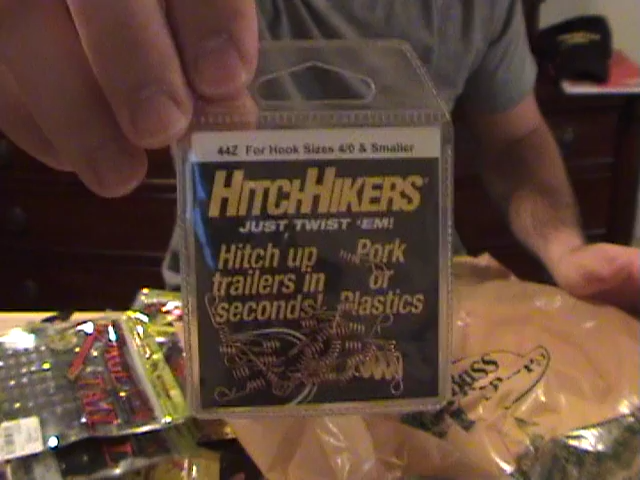 44Z For Hook Sizes 4/0 & Smaller
HITCHHIKERS
JUST TWIST 'EM!
Hitch up trailers in seconds!
Pork or Plastics